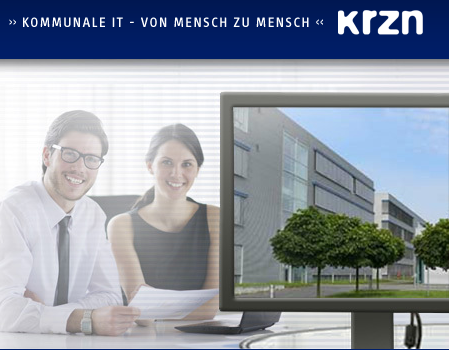 ›› KOMMUNALE IT - VON MENSCH ZU MENSCH ‹‹ krzn